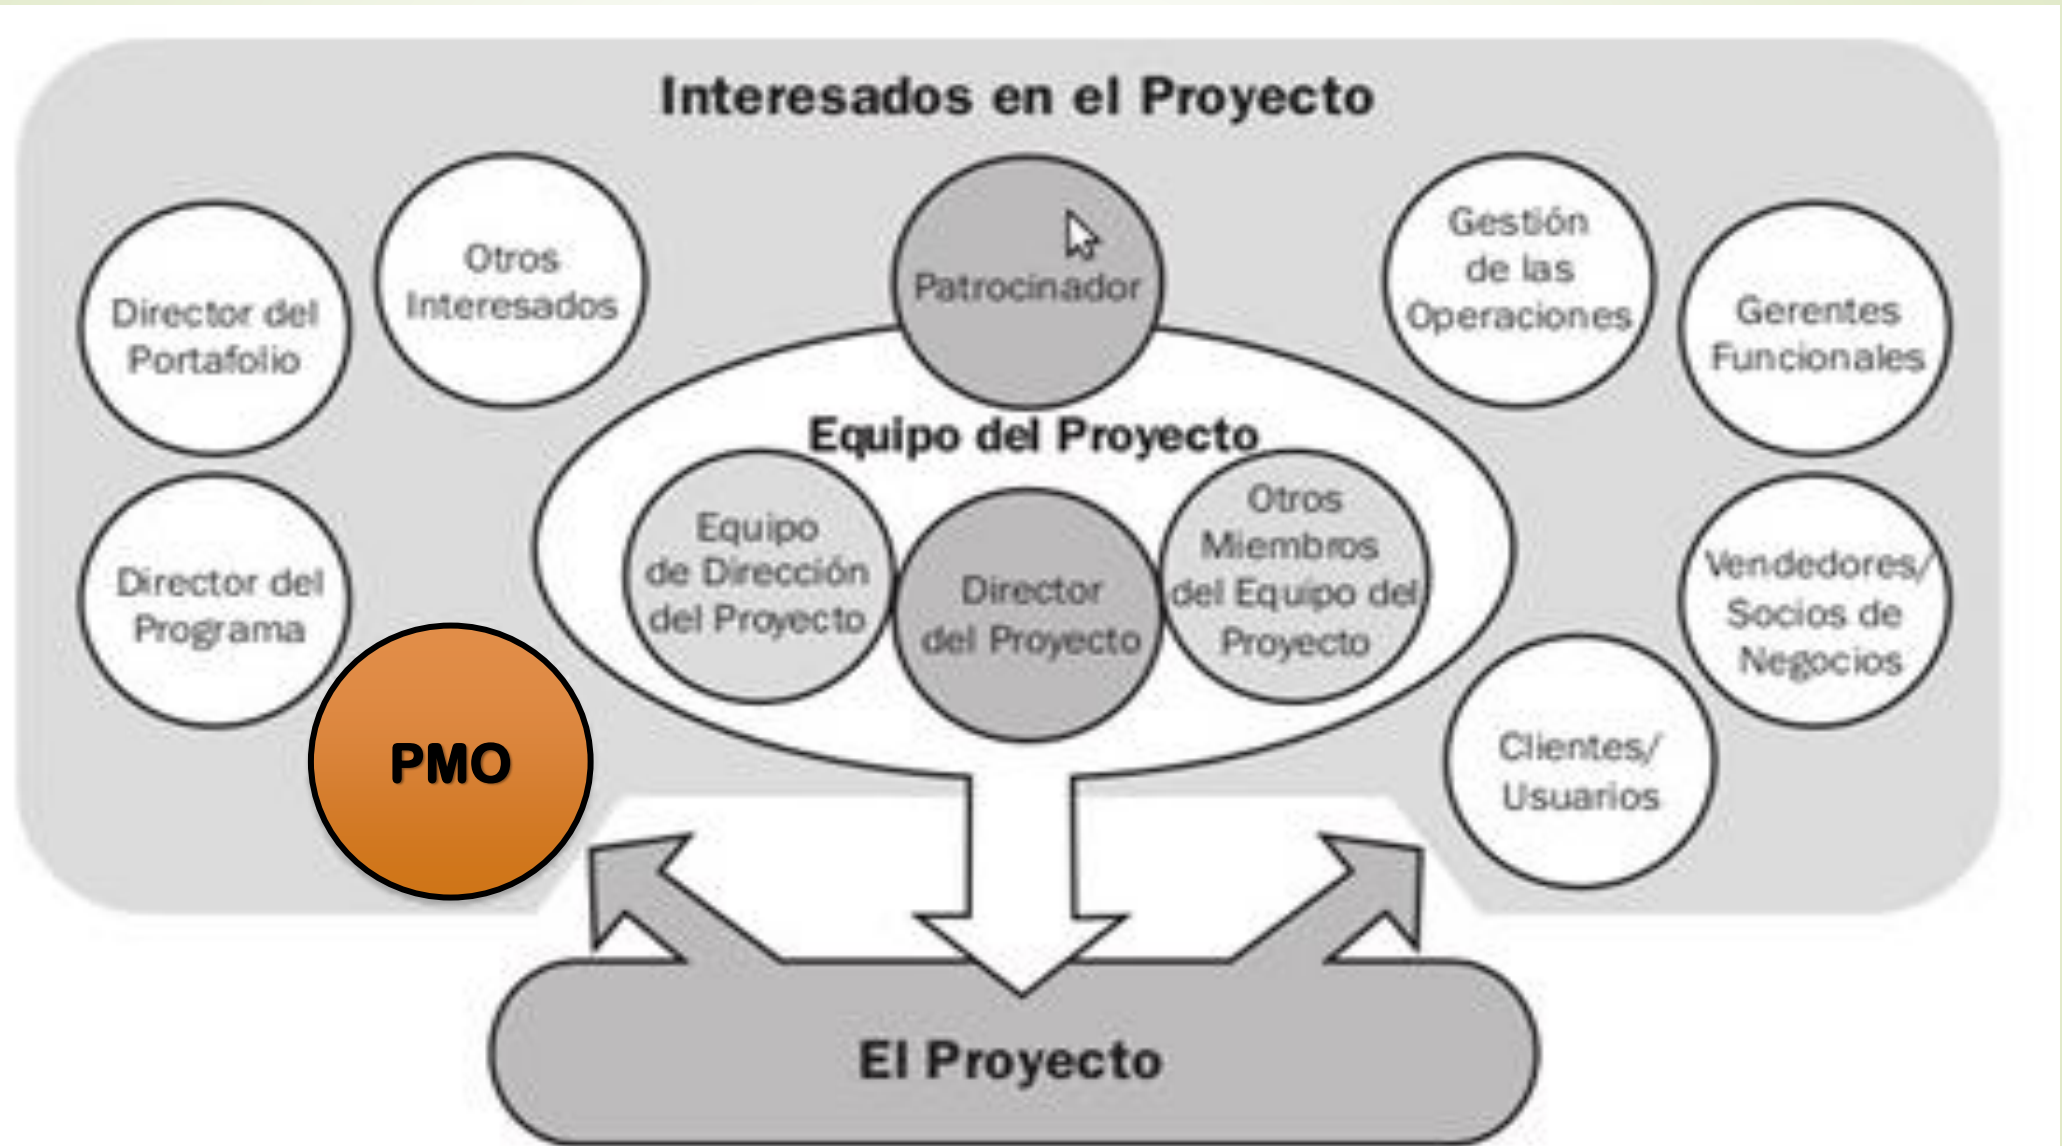 Interesados en el Proyecto
Director del
Portafolio
Otros
Interesados
Patrocinador
Gestión
de las
Operaciones
Gerentes
Funcionales
Equipo del Proyecto
Equipo
de Dirección
del Proyecto
Director
del Proyecto
Otros
Miembros
del Equipo del
Proyecto
Director del
Programa
PMO
Vendedores/
Socios de
Negocios
Clientes/
Usuarios
El Proyecto